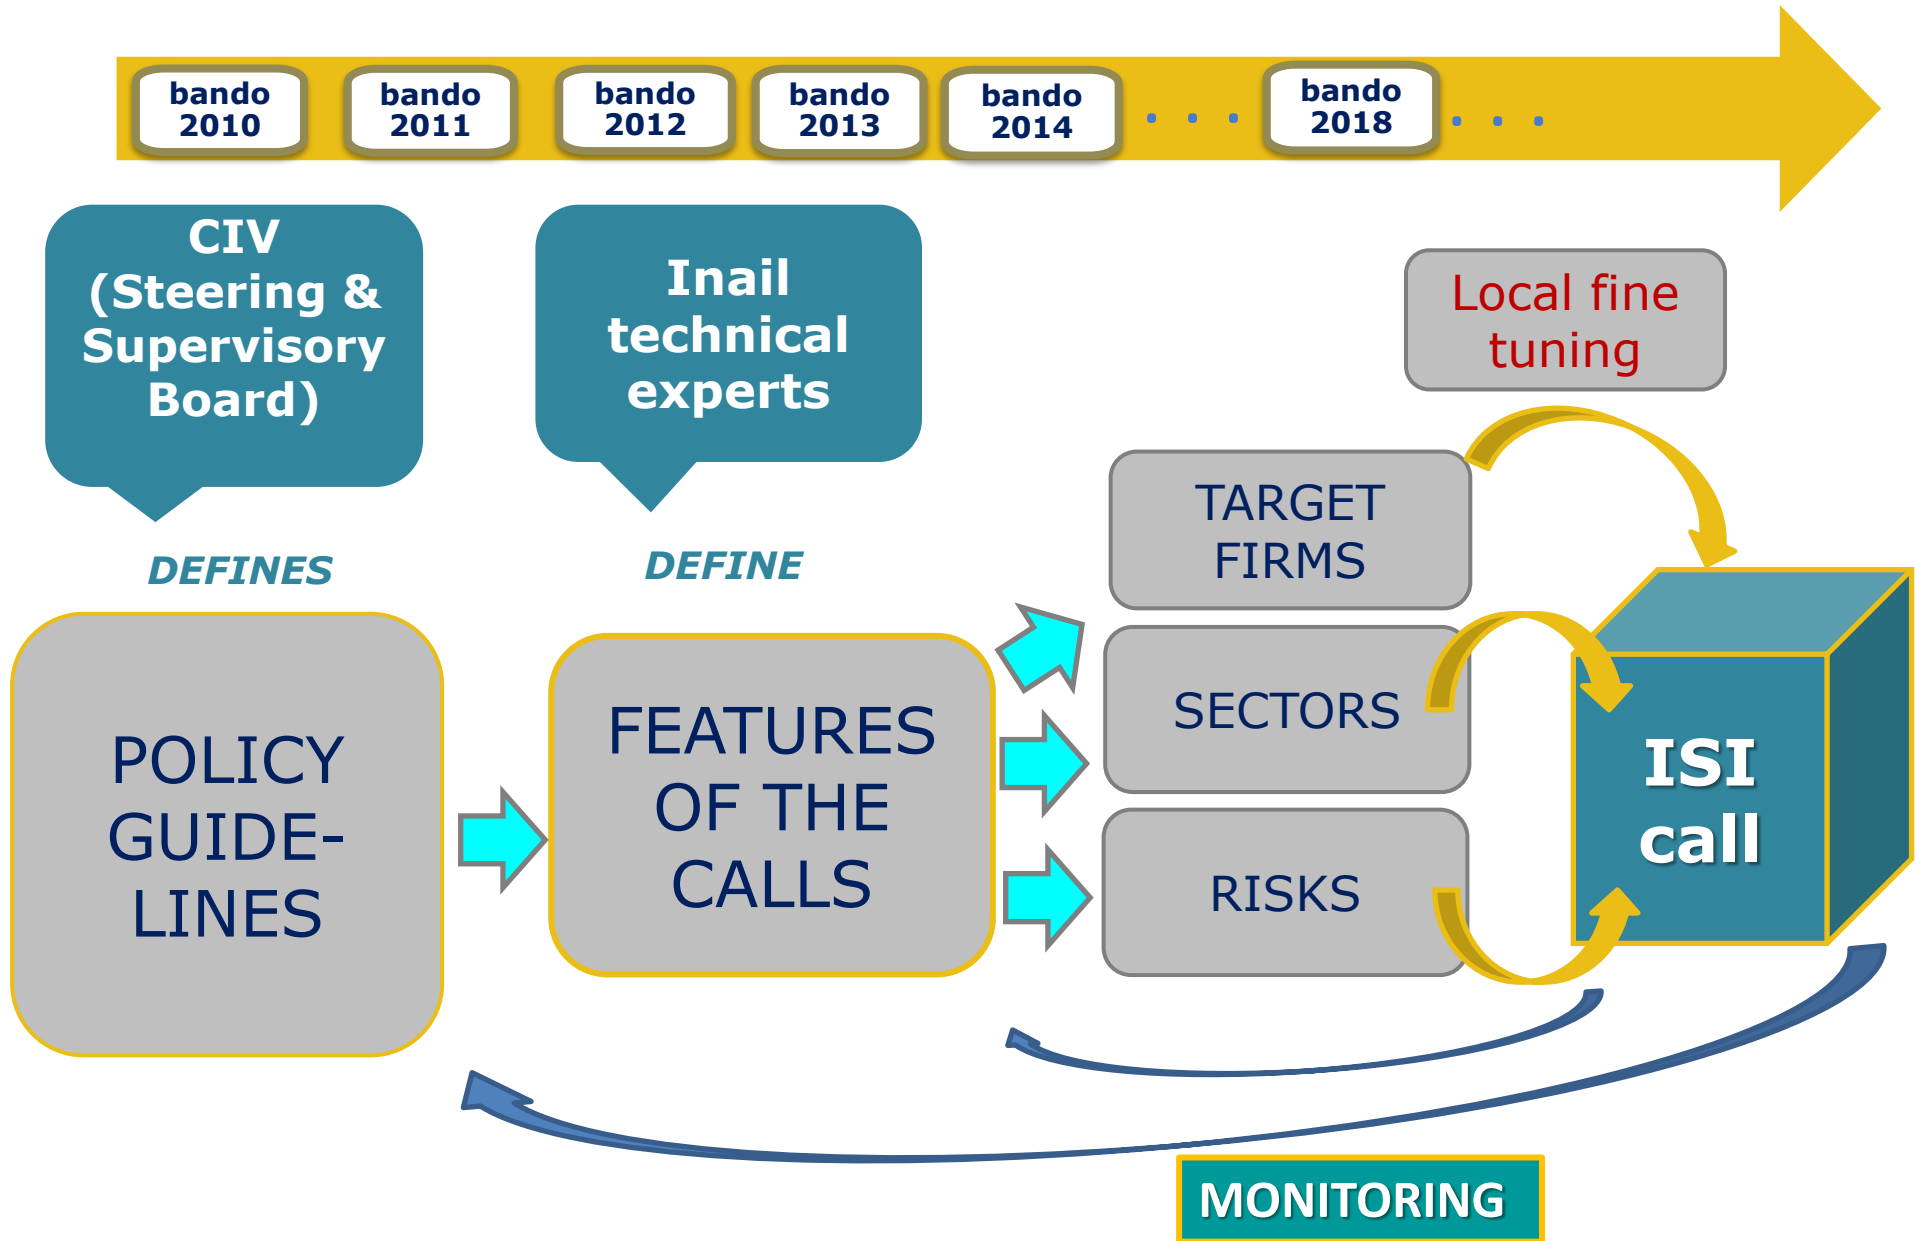 bando
2010
bando
2011
bando
2012
bando
2013
bando
2014
. . .
bando
2018
. . .
CIV
(Steering &
Supervisory
Board)
Inail
technical
experts
Local fine
tuning
DEFINES
DEFINE
TARGET
FIRMS
SECTORS
RISKS
POLICY
GUIDE-
LINES
FEATURES
OF THE
CALLS
ISI
call
MONITORING